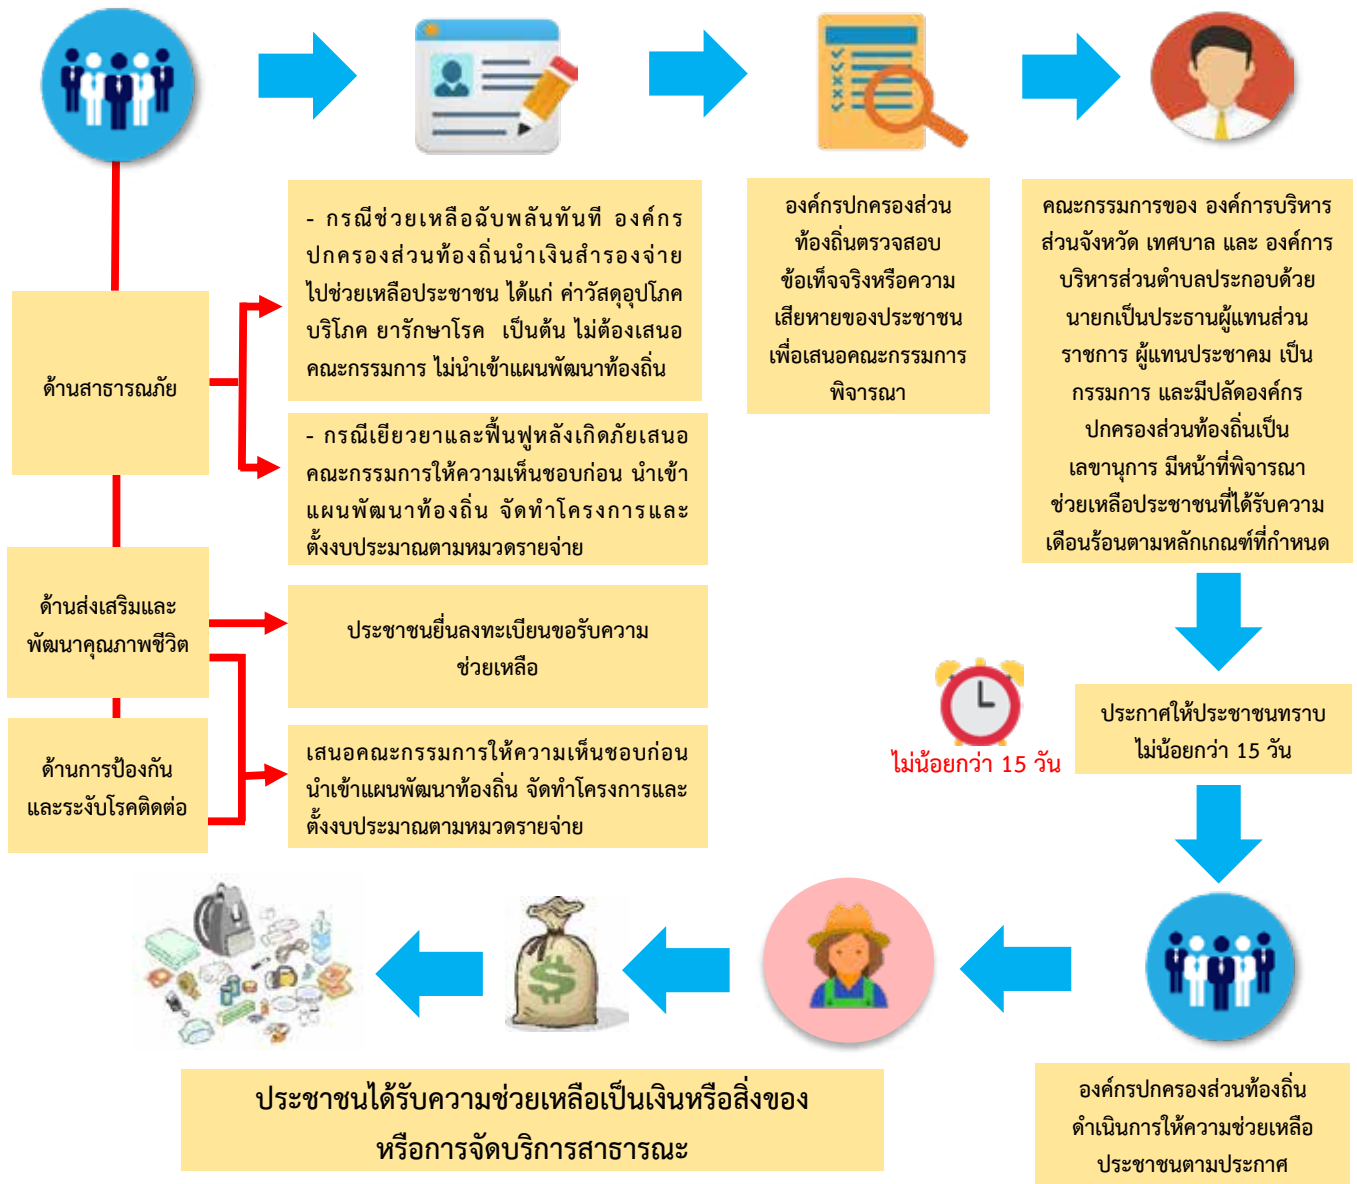 - กรณีช่วยเหลือฉับพลันทันที องค์กร
ปกครองส่วนท้องถิ่นนำเงินสำรองจ่าย
ไปช่วยเหลือประชาชน ได้แก่ ค่าวัสดุอุปโภค
บริโภค ยารักษาโรค เป็นต้น ไม่ต้องเสนอ
คณะกรรมการ ไม่นำเข้าแผนพัฒนาท้องถิ่น
องค์กรปกครองส่วน
ท้องถิ่นตรวจสอบ
ข้อเท็จจริงหรือความ
เสียหายของประชาชน
เพื่อเสนอคณะกรรมการ
พิจารณา
คณะกรรมการของ องค์การบริหาร
ส่วนจังหวัด เทศบาล และ องค์การ
บริหารส่วนตำบลประกอบด้วย
นายกเป็นประธานผู้แทนส่วน
ราชการ ผู้แทนประชาคม เป็น
กรรมการ และมีปลัดองค์กร
ปกครองส่วนท้องถิ่นเป็น
เลขานุการ มีหน้าที่พิจารณา
ช่วยเหลือประชาชนที่ได้รับความ
เดือนร้อนตามหลักเกณฑ์ที่กำหนด
ด้านสาธารณภัย
- กรณีเยียวยาและฟื้นฟูหลังเกิดภัยเสนอ
คณะกรรมการให้ความเห็นชอบก่อน นำเข้า
แผนพัฒนาท้องถิ่น จัดทำโครงการและ
ตั้งงบประมาณตามหมวดรายจ่าย
ด้านส่งเสริมและ
พัฒนาคุณภาพชีวิต
ประชาชนยื่นลงทะเบียนขอรับความ
ช่วยเหลือ
ด้านการป้องกัน
และระงับโรคติดต่อ
เสนอคณะกรรมการให้ความเห็นชอบก่อน
นำเข้าแผนพัฒนาท้องถิ่น จัดทำโครงการและ
ตั้งงบประมาณตามหมวดรายจ่าย
ไม่น้อยกว่า 15 วัน
ประกาศให้ประชาชนทราบ
ไม่น้อยกว่า 15 วัน
องค์กรปกครองส่วนท้องถิ่น
ดำเนินการให้ความช่วยเหลือ
ประชาชนตามประกาศ
ประชาชนได้รับความช่วยเหลือเป็นเงินหรือสิ่งของ
หรือการจัดบริการสาธารณะ